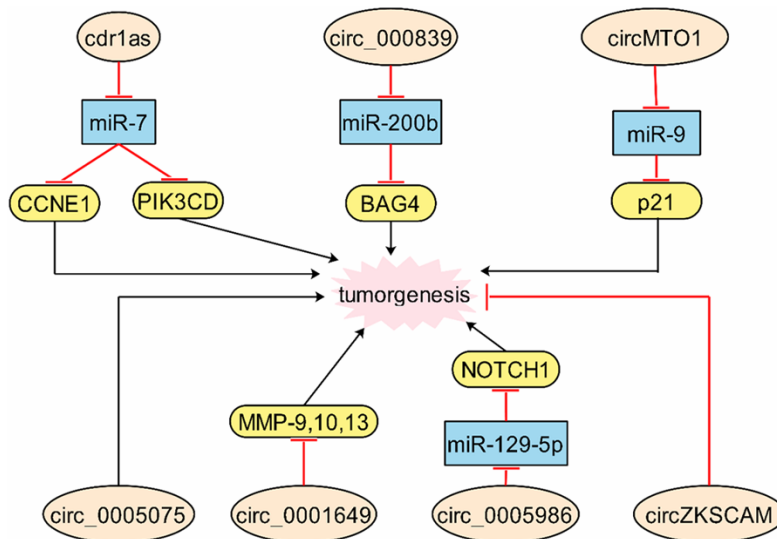 cdr1as
circ_000839
circMTO1
miR-7
miR-200b
miR-9
CCNE1
PIK3CD
BAG4
p21
tumorgenesis
NOTCH1
MMP-9,10,13
miR-129-5p
circ_0005075
circ_0001649
circ_0005986
circZKSCAM